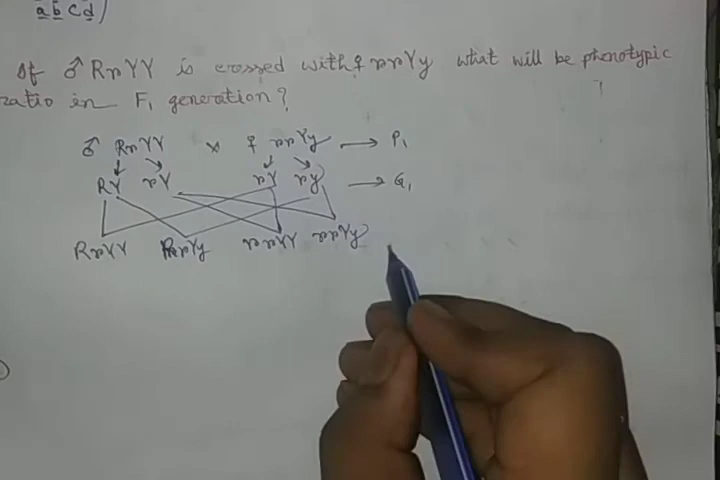 a b c d)
If ♂ RrYY is crossed with ♀ rrYy what will be phenotypic
ratio in F1 generation?
♂ RrYY × ♀ rrYy → P1
RY rY rY ry → G1
RrYY RrYy rrYY rrYy